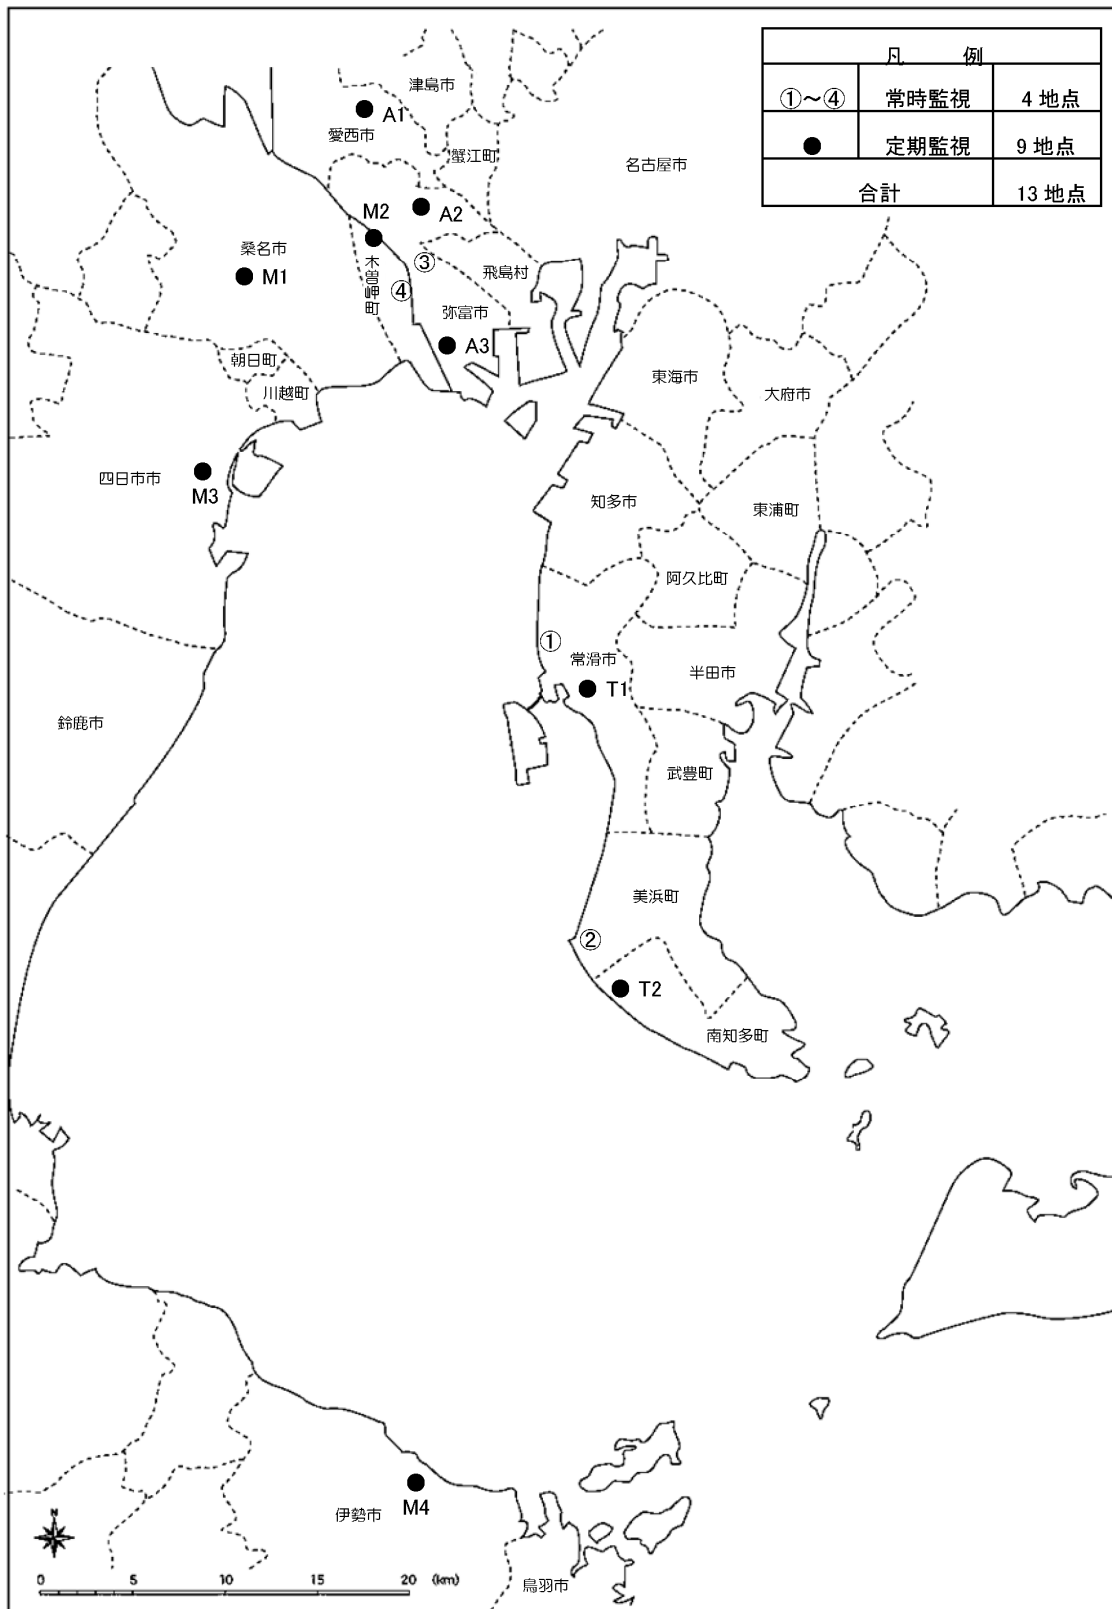 凡 例
①～④ 常時監視 4 地点
● 定期監視 9 地点
合計 13 地点
津島市
A1
愛西市
蟹江町
名古屋市
A2
M2
桑名市
M1
③
飛島村
木曽岬町
④
弥富市
A3
朝日町
川越町
東海市
大府市
四日市市
M3
知多市
東浦町
阿久比町
①
常滑市
半田市
T1
鈴鹿市
武豊町
美浜町
②
T2
南知多町
伊勢市
M4
鳥羽市
N
0 5 10 15 20 (km)